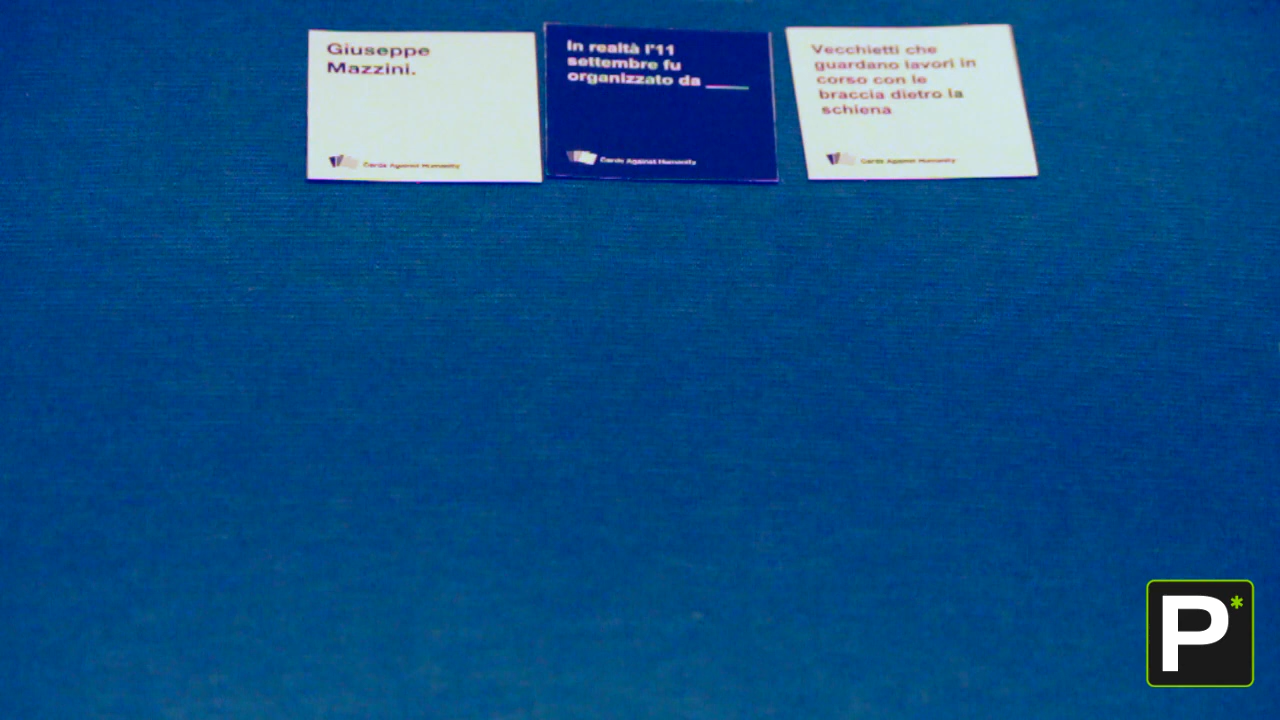 Giuseppe
Mazzini.
Cards Against Humanity
In realtà l'11
settembre fu
organizzato da ____
Cards Against Humanity
Vecchietti che
guardano lavori in
corso con le
braccia dietro la
schiena
Cards Against Humanity
P*